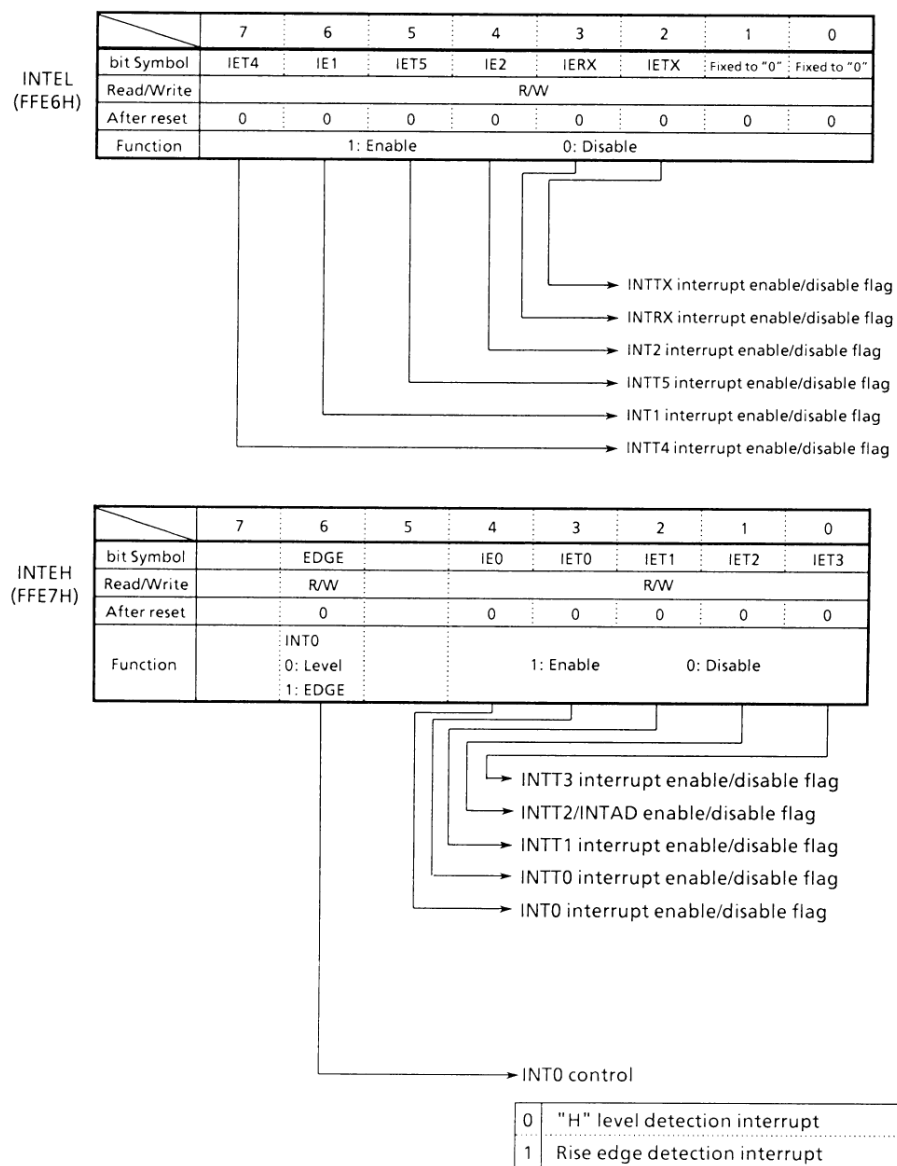 7 6 5 4 3 2 1 0
INTEL
(FFE6H)
bit Symbol IET4 IE1 IET5 IE2 IERX IETX Fixed to "0" Fixed to "0"
Read/Write R/W
After reset 0 0 0 0 0 0 0 0
Function 1: Enable 0: Disable
INTTX interrupt enable/disable flag
INTRX interrupt enable/disable flag
INT2 interrupt enable/disable flag
INTT5 interrupt enable/disable flag
INT1 interrupt enable/disable flag
INTT4 interrupt enable/disable flag
7 6 5 4 3 2 1 0
INTEH
(FFE7H)
bit Symbol EDGE IE0 IET0 IET1 IET2 IET3
Read/Write R/W R/W
After reset 0 0 0 0 0 0
Function
INT0
0: Level
1: EDGE
1: Enable 0: Disable
INTT3 interrupt enable/disable flag
INTT2/INTAD enable/disable flag
INTT1 interrupt enable/disable flag
INTT0 interrupt enable/disable flag
INT0 interrupt enable/disable flag
INT0 control
0 "H" level detection interrupt
1 Rise edge detection interrupt